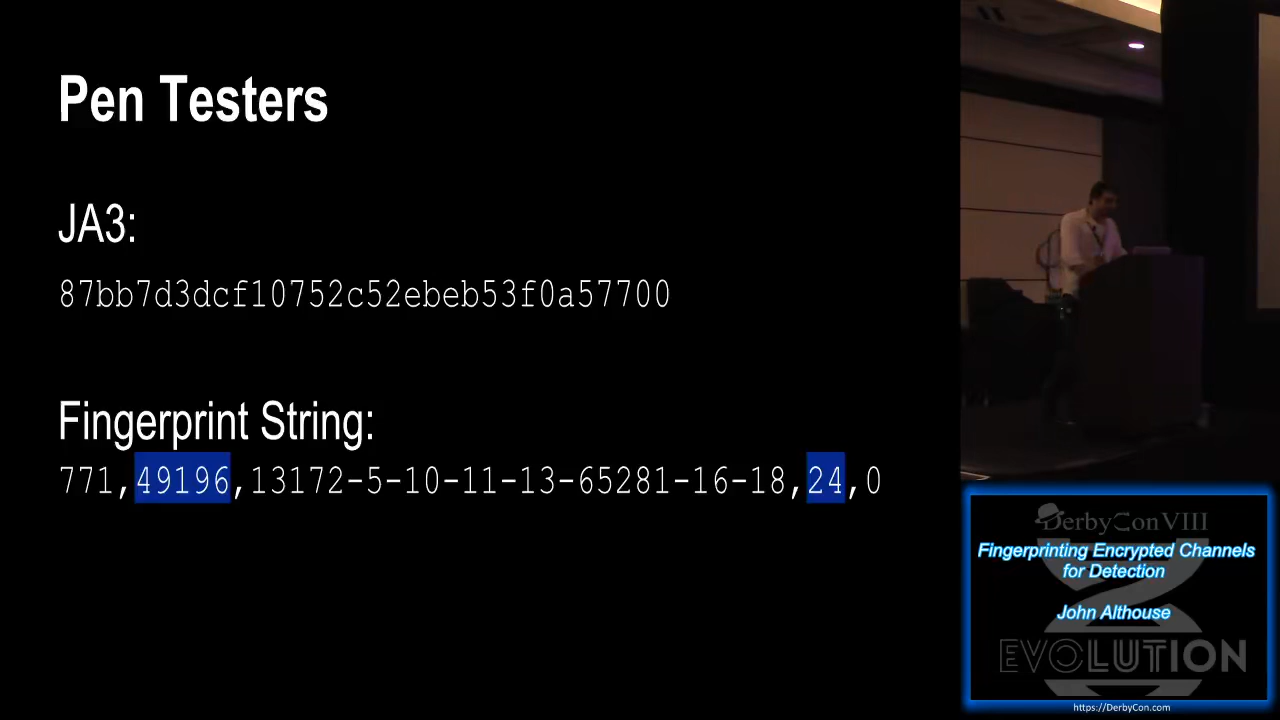 Pen Testers
JA3:
87bb7d3dcf10752c52ebeb53f0a57700
Fingerprint String:
771,49196,13172-5-10-11-13-65281-16-18,24,0
DerbyCon VIII
Fingerprinting Encrypted Channels
for Detection
John Althouse
EVOLUTION
https://DerbyCon.com